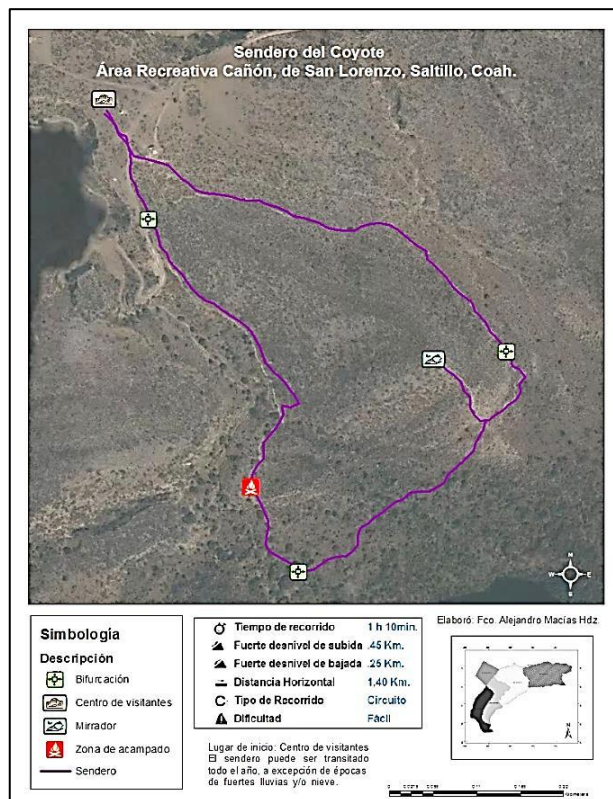 Sendero del Coyote
Área Recreativa Cañón, de San Lorenzo, Saltillo, Coah.
N
W E
S
Simbología
Descripción
Bifurcación
Centro de visitantes
Mirador
Zona de acampado
Sendero
Tiempo de recorrido 1 h 10min.
Fuerte desnivel de subida .45 Km.
Fuerte desnivel de bajada .25 Km.
Distancia Horizontal 1.40 Km.
Tipo de Recorrido Circuito
Dificultad Fácil
Lugar de inicio: Centro de visitantes
El sendero puede ser transitado
todo el año, a excepción de épocas
de fuertes lluvias y/o nieve.
Elaboró: Fco. Alejandro Macías Hdz.
N